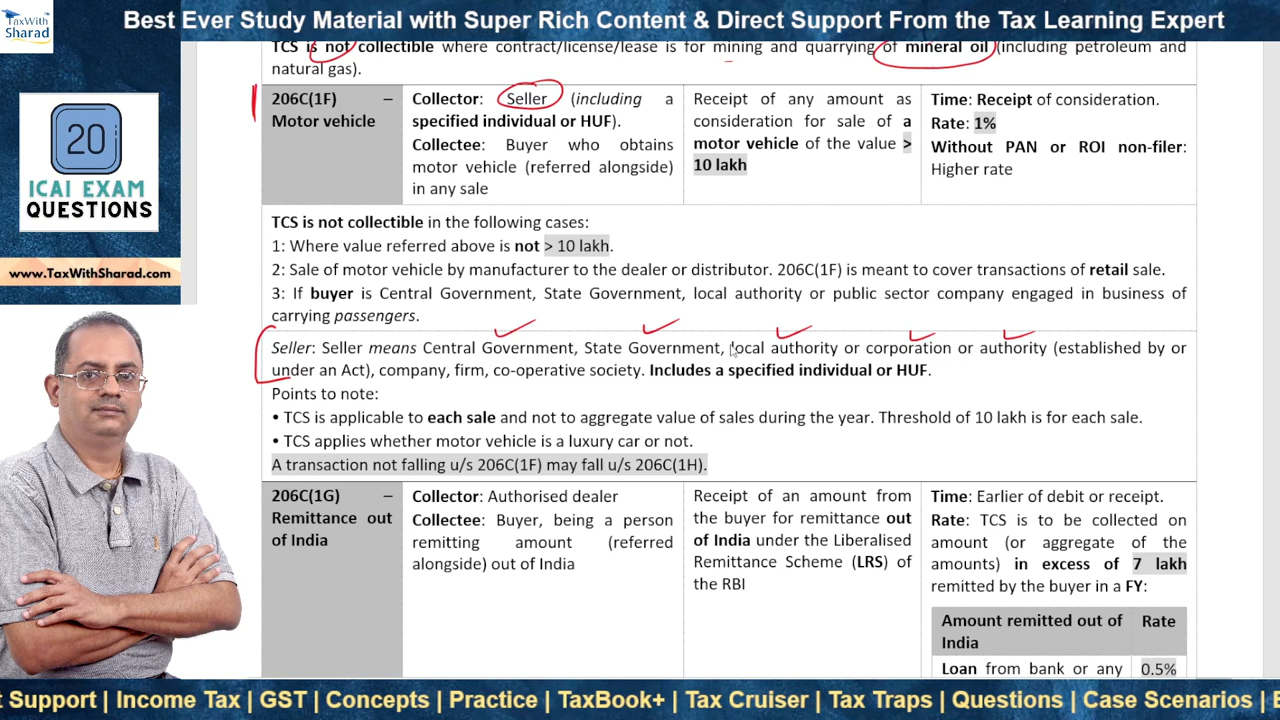 TaxWith
Sharad
Best Ever Study Material with Super Rich Content & Direct Support From the Tax Learning Expert
20
ICAI EXAM
QUESTIONS
www.TaxWithSharad.com
TCS is not collectible where contract/license/lease is for mining and quarrying of mineral oil (including petroleum and
natural gas).
206C(1F) –
Motor vehicle
Collector: Seller (including a
specified individual or HUF).
Collectee: Buyer who obtains
motor vehicle (referred alongside)
in any sale
Receipt of any amount as
consideration for sale of a
motor vehicle of the value >
10 lakh
Time: Receipt of consideration.
Rate: 1%
Without PAN or ROI non-filer:
Higher rate
TCS is not collectible in the following cases:
1: Where value referred above is not > 10 lakh.
2: Sale of motor vehicle by manufacturer to the dealer or distributor. 206C(1F) is meant to cover transactions of retail sale.
3: If buyer is Central Government, State Government, local authority or public sector company engaged in business of
carrying passengers.
Seller: Seller means Central Government, State Government, local authority or corporation or authority (established by or
under an Act), company, firm, co-operative society. Includes a specified individual or HUF.
Points to note:
• TCS is applicable to each sale and not to aggregate value of sales during the year. Threshold of 10 lakh is for each sale.
• TCS applies whether motor vehicle is a luxury car or not.
A transaction not falling u/s 206C(1F) may fall u/s 206C(1H).
206C(1G) –
Remittance out
of India
Collector: Authorised dealer
Collectee: Buyer, being a person
remitting amount (referred
alongside) out of India
Receipt of an amount from
the buyer for remittance out
of India under the Liberalised
Remittance Scheme (LRS) of
the RBI
Time: Earlier of debit or receipt.
Rate: TCS is to be collected on
amount (or aggregate of the
amounts) in excess of 7 lakh
remitted by the buyer in a FY:
Amount remitted out of Rate
India
Loan from bank or any 0.5%
t Support | Income Tax | GST | Concepts | Practice | TaxBook+ | Tax Cruiser | Tax Traps | Questions | Case Scenarios |